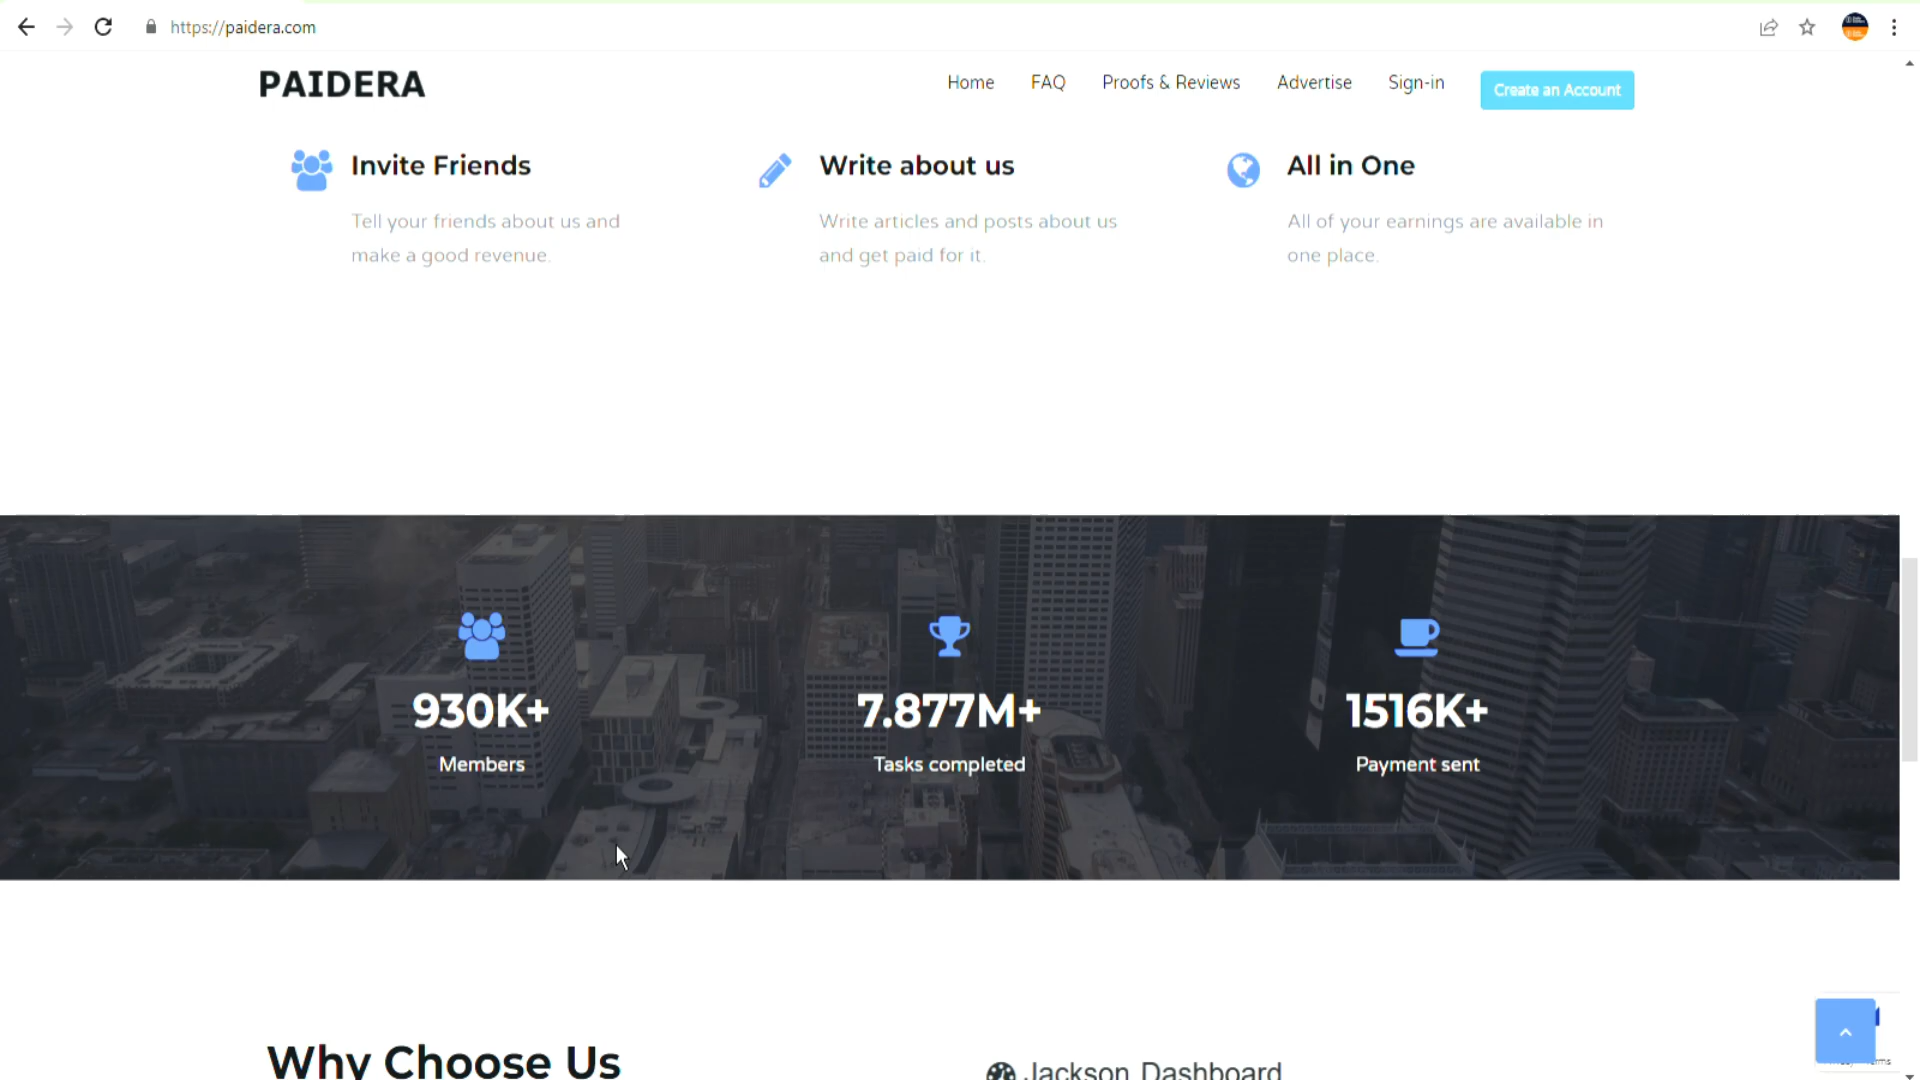 https://paidera.com
PAIDERA
Home FAQ Proofs & Reviews Advertise Sign-in Create an Account
Invite Friends
Tell your friends about us and
make a good revenue.
Write about us
Write articles and posts about us
and get paid for it.
All in One
All of your earnings are available in
one place.
930K+
Members
7.877M+
Tasks completed
1516K+
Payment sent
Why Choose Us
Jackson Dashboard